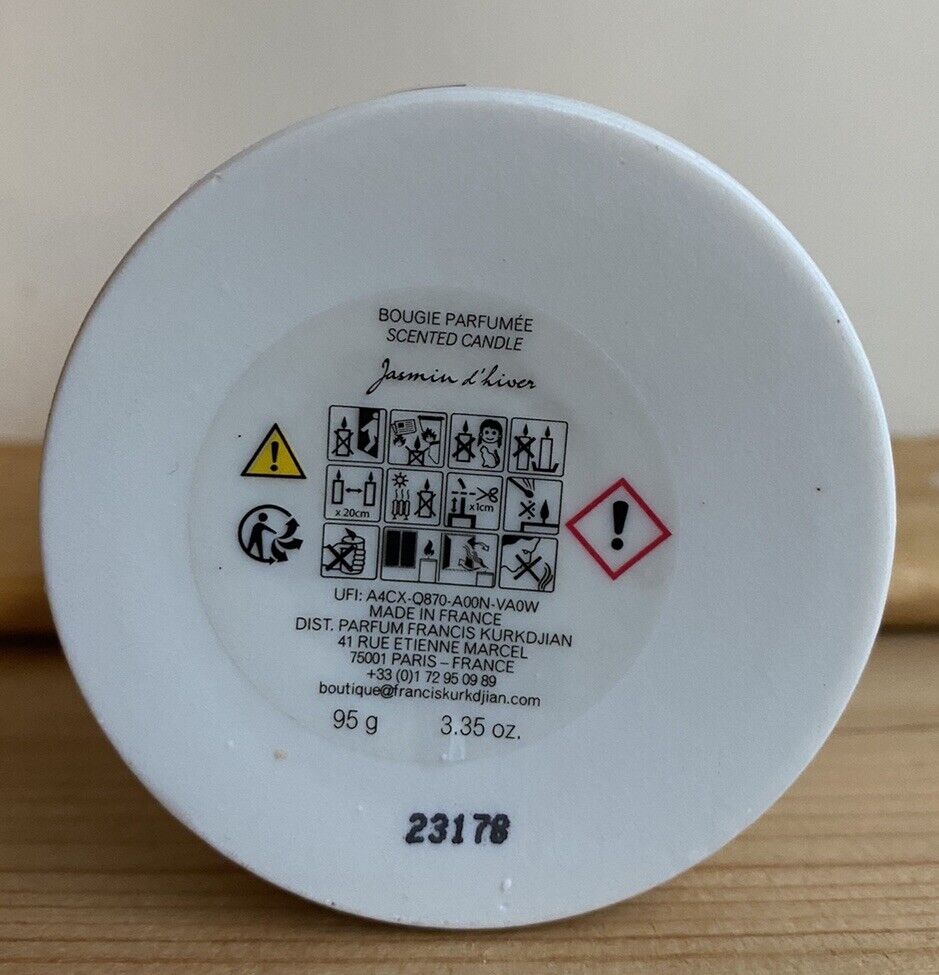 BOUGIE PARFUMÉE
SCENTED CANDLE
Jasmin d'hiver
x 20cm
x1cm
UFI: A4CX-Q870-A00N-VA0W
MADE IN FRANCE
DIST. PARFUM FRANCIS KURKDJIAN
41 RUE ETIENNE MARCEL
75001 PARIS – FRANCE
+33 (0)1 72 95 09 89
boutique@franciskurkdjian.com
95 g 3.35 oz.
23178